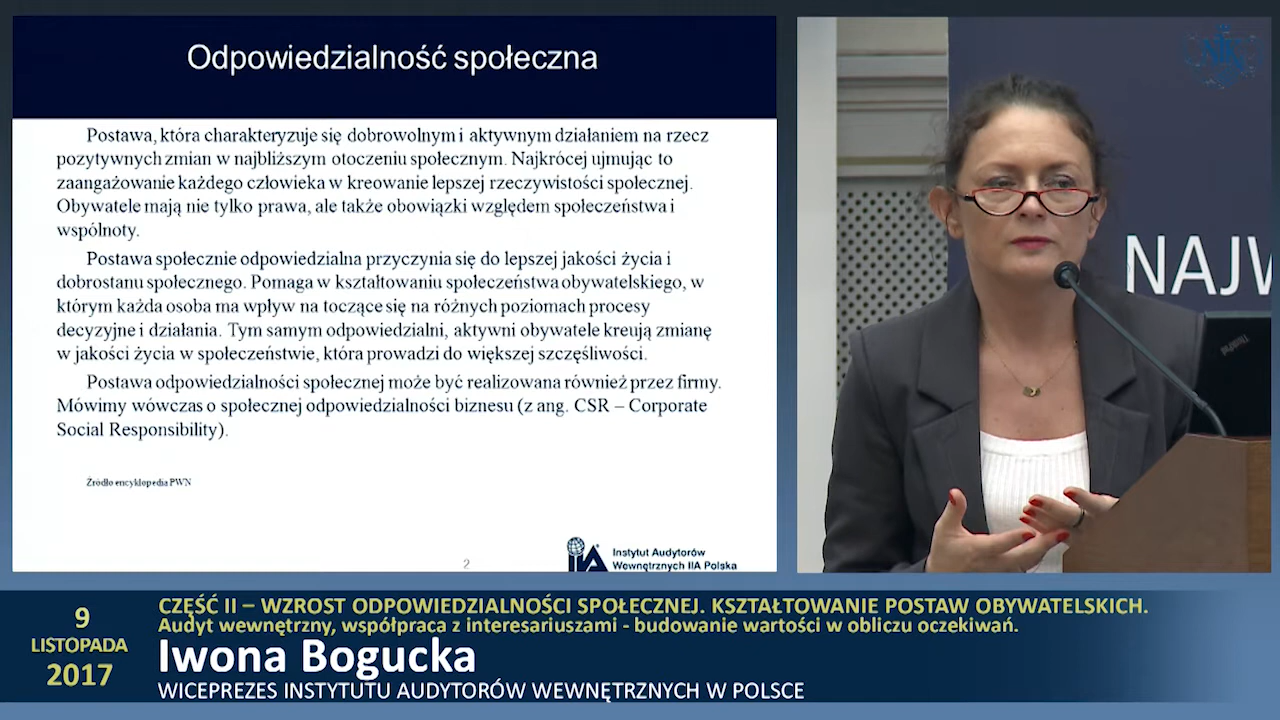 Odpowiedzialność społeczna
Postawa, która charakteryzuje się dobrowolnym i aktywnym działaniem na rzecz
pozytywnych zmian w najbliższym otoczeniu społecznym. Najkrócej ujmując to
zaangażowanie każdego człowieka w kreowanie lepszej rzeczywistości społecznej.
Obywatele mają nie tylko prawa, ale także obowiązki względem społeczeństwa i
wspólnoty.
Postawa społecznie odpowiedzialna przyczynia się do lepszej jakości życia i
dobrostanu społecznego. Pomaga w kształtowaniu społeczeństwa obywatelskiego, w
którym każda osoba ma wpływ na toczące się na różnych poziomach procesy
decyzyjne i działania. Tym samym odpowiedzialni, aktywni obywatele kreują zmianę
w jakości życia w społeczeństwie, która prowadzi do większej szczęśliwości.
Postawa odpowiedzialności społecznej może być realizowana również przez firmy.
Mówimy wówczas o społecznej odpowiedzialności biznesu (z ang. CSR – Corporate
Social Responsibility).
Źródło encyklopedia PWN
2
IIA
Instytut Audytorów
Wewnętrznych IIA Polska
NIK
NAJW
ThinkPad
9
LISTOPADA
2017
CZĘŚĆ II – WZROST ODPOWIEDZIALNOŚCI SPOŁECZNEJ. KSZTAŁTOWANIE POSTAW OBYWATELSKICH.
Audyt wewnętrzny, współpraca z interesariuszami - budowanie wartości w obliczu oczekiwań.
Iwona Bogucka
WICEPREZES INSTYTUTU AUDYTORÓW WEWNĘTRZNYCH W POLSCE